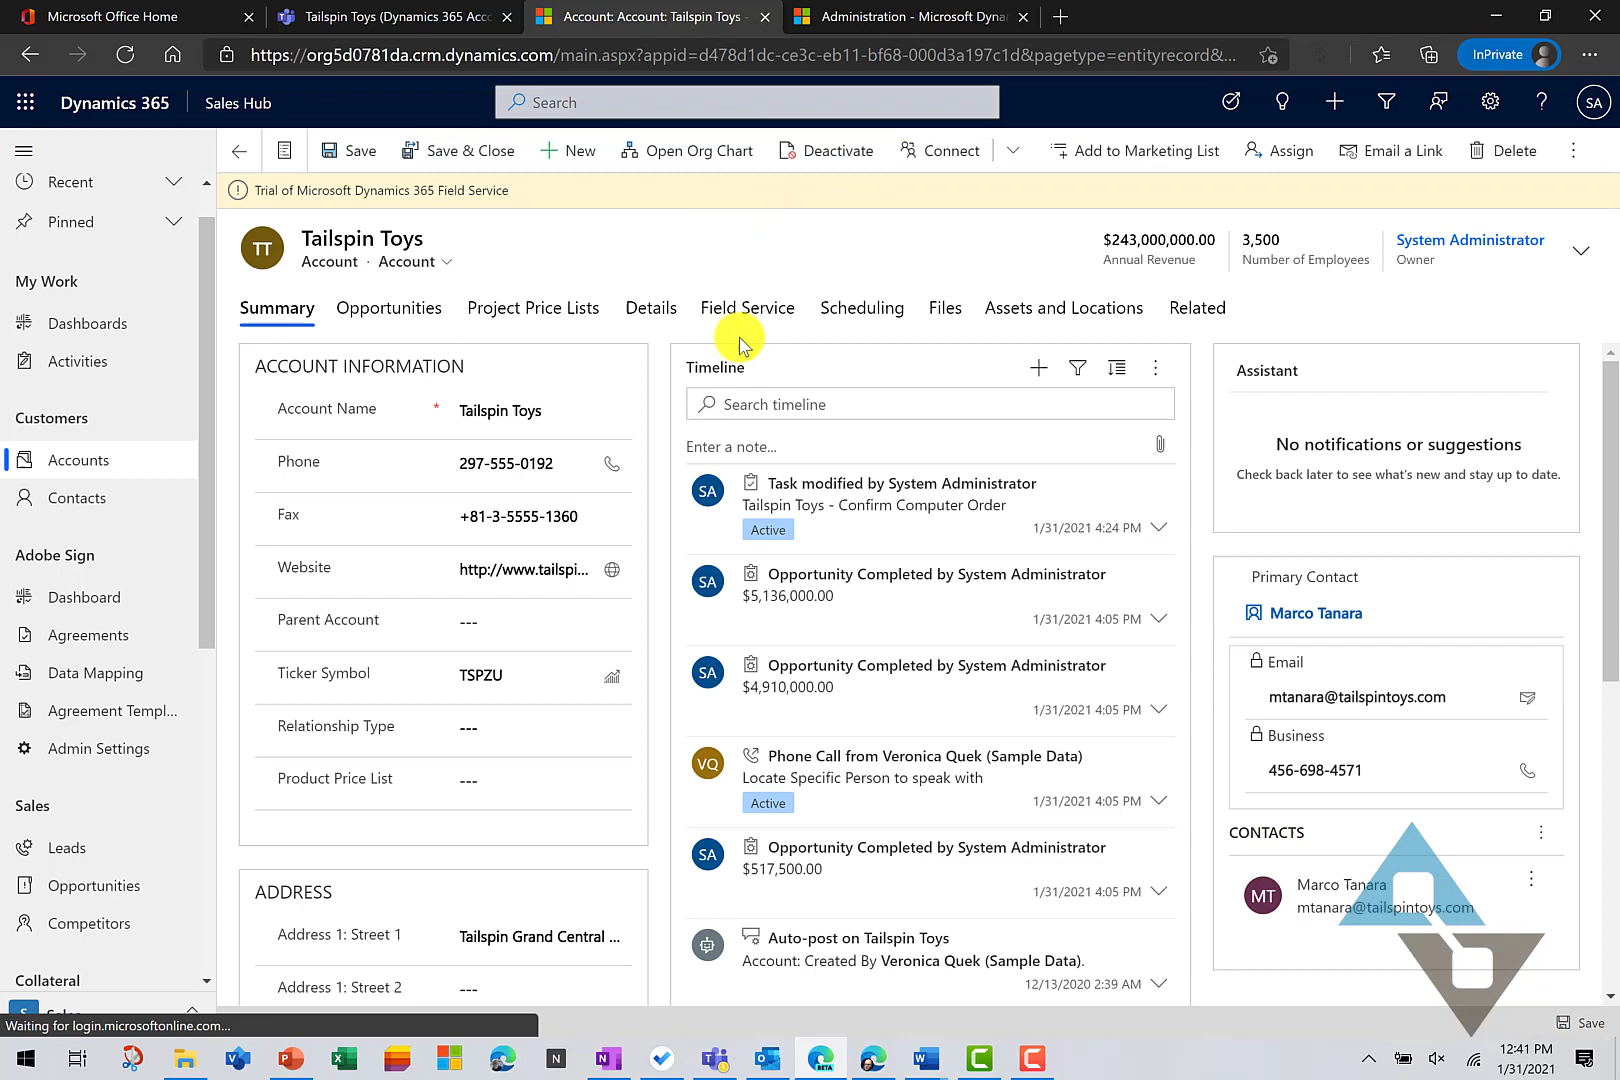 Microsoft Office Home
Tailspin Toys (Dynamics 365 Acc
Account: Account: Tailspin Toys -
Administration - Microsoft Dyna
https://org5d0781da.crm.dynamics.com/main.aspx?appid=d478d1dc-ce3c-eb11-bf68-000d3a197c1d&pagetype=entityrecord&...
InPrivate
Dynamics 365
Sales Hub
Search
SA
Save
Save & Close
New
Open Org Chart
Deactivate
Connect
Add to Marketing List
Assign
Email a Link
Delete
Trial of Microsoft Dynamics 365 Field Service
Recent
Pinned
My Work
Dashboards
Activities
Customers
Accounts
Contacts
Adobe Sign
Dashboard
Agreements
Data Mapping
Agreement Templ...
Admin Settings
Sales
Leads
Opportunities
Competitors
Collateral
S
Sales
TT
Tailspin Toys
Account · Account
$243,000,000.00
Annual Revenue
3,500
Number of Employees
System Administrator
Owner
Summary
Opportunities
Project Price Lists
Details
Field Service
Scheduling
Files
Assets and Locations
Related
ACCOUNT INFORMATION
Account Name * Tailspin Toys
Phone 297-555-0192
Fax +81-3-5555-1360
Website http://www.tailspi...
Parent Account ---
Ticker Symbol TSPZU
Relationship Type ---
Product Price List ---
ADDRESS
Address 1: Street 1 Tailspin Grand Central ...
Address 1: Street 2 ---
Timeline
Search timeline
Enter a note...
SA
Task modified by System Administrator
Tailspin Toys - Confirm Computer Order
Active
1/31/2021 4:24 PM
SA
Opportunity Completed by System Administrator
$5,136,000.00
1/31/2021 4:05 PM
SA
Opportunity Completed by System Administrator
$4,910,000.00
1/31/2021 4:05 PM
VQ
Phone Call from Veronica Quek (Sample Data)
Locate Specific Person to speak with
Active
1/31/2021 4:05 PM
SA
Opportunity Completed by System Administrator
$517,500.00
1/31/2021 4:05 PM
Auto-post on Tailspin Toys
Account: Created By Veronica Quek (Sample Data).
12/13/2020 2:39 AM
Assistant
No notifications or suggestions
Check back later to see what's new and stay up to date.
Primary Contact
Marco Tanara
Email
mtanara@tailspintoys.com
Business
456-698-4571
CONTACTS
MT
Marco Tanara
mtanara@tailspintoys.com
Waiting for login.microsoftonline.com...
Save
12:41 PM
1/31/2021